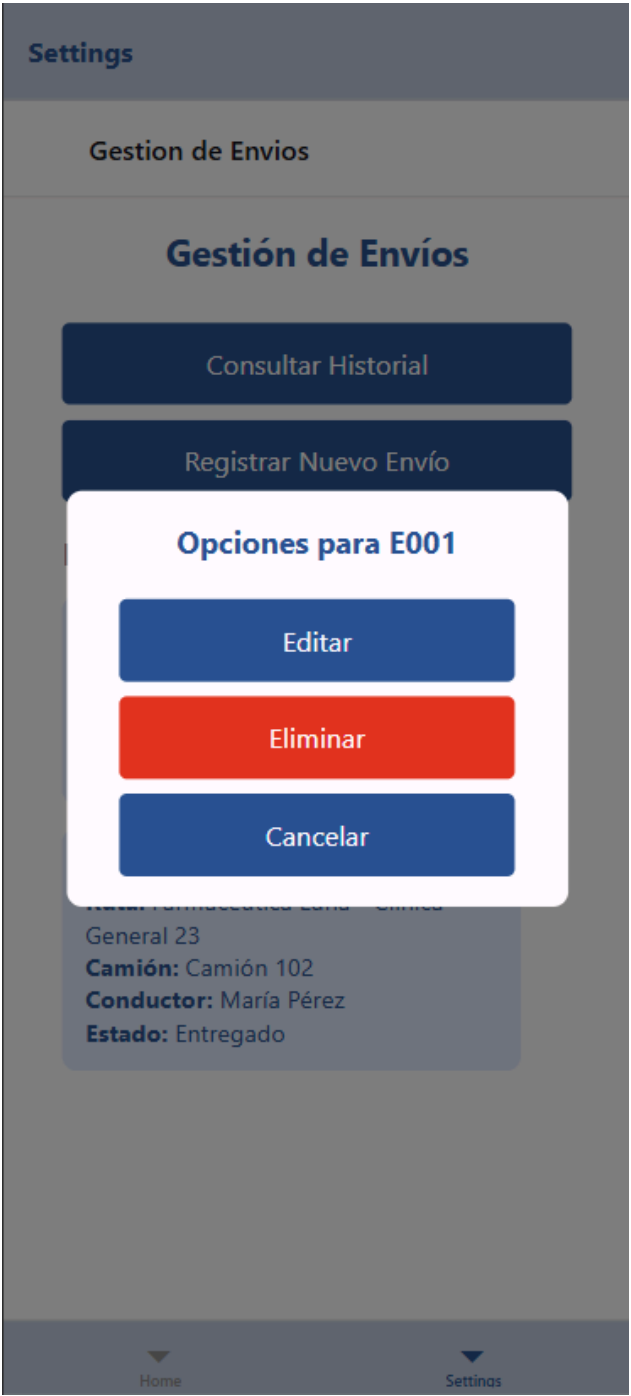 Settings
Gestion de Envios
Gestión de Envíos
Consultar Historial
Registrar Nuevo Envío
Opciones para E001
Editar
Eliminar
Cancelar
General 23
Camión: Camión 102
Conductor: María Pérez
Estado: Entregado
Home
Settings